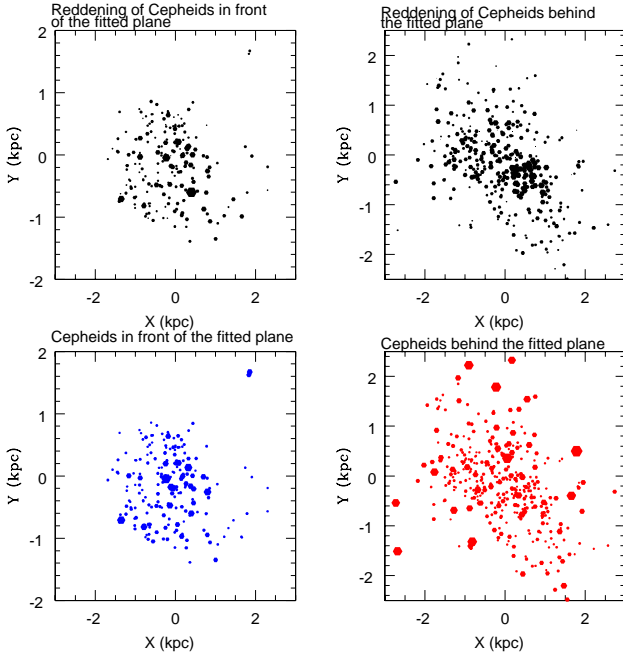 Reddening of Cepheids in front
of the fitted plane
2
1
0
-1
-2
Y (kpc)
-2
0
2
X (kpc)
Reddening of Cepheids behind
the fitted plane
2
1
0
-1
-2
Y (kpc)
-2
0
2
X (kpc)
Cepheids in front of the fitted plane
2
1
0
-1
-2
Y (kpc)
-2
0
2
X (kpc)
Cepheids behind the fitted plane
2
1
0
-1
-2
Y (kpc)
-2
0
2
X (kpc)